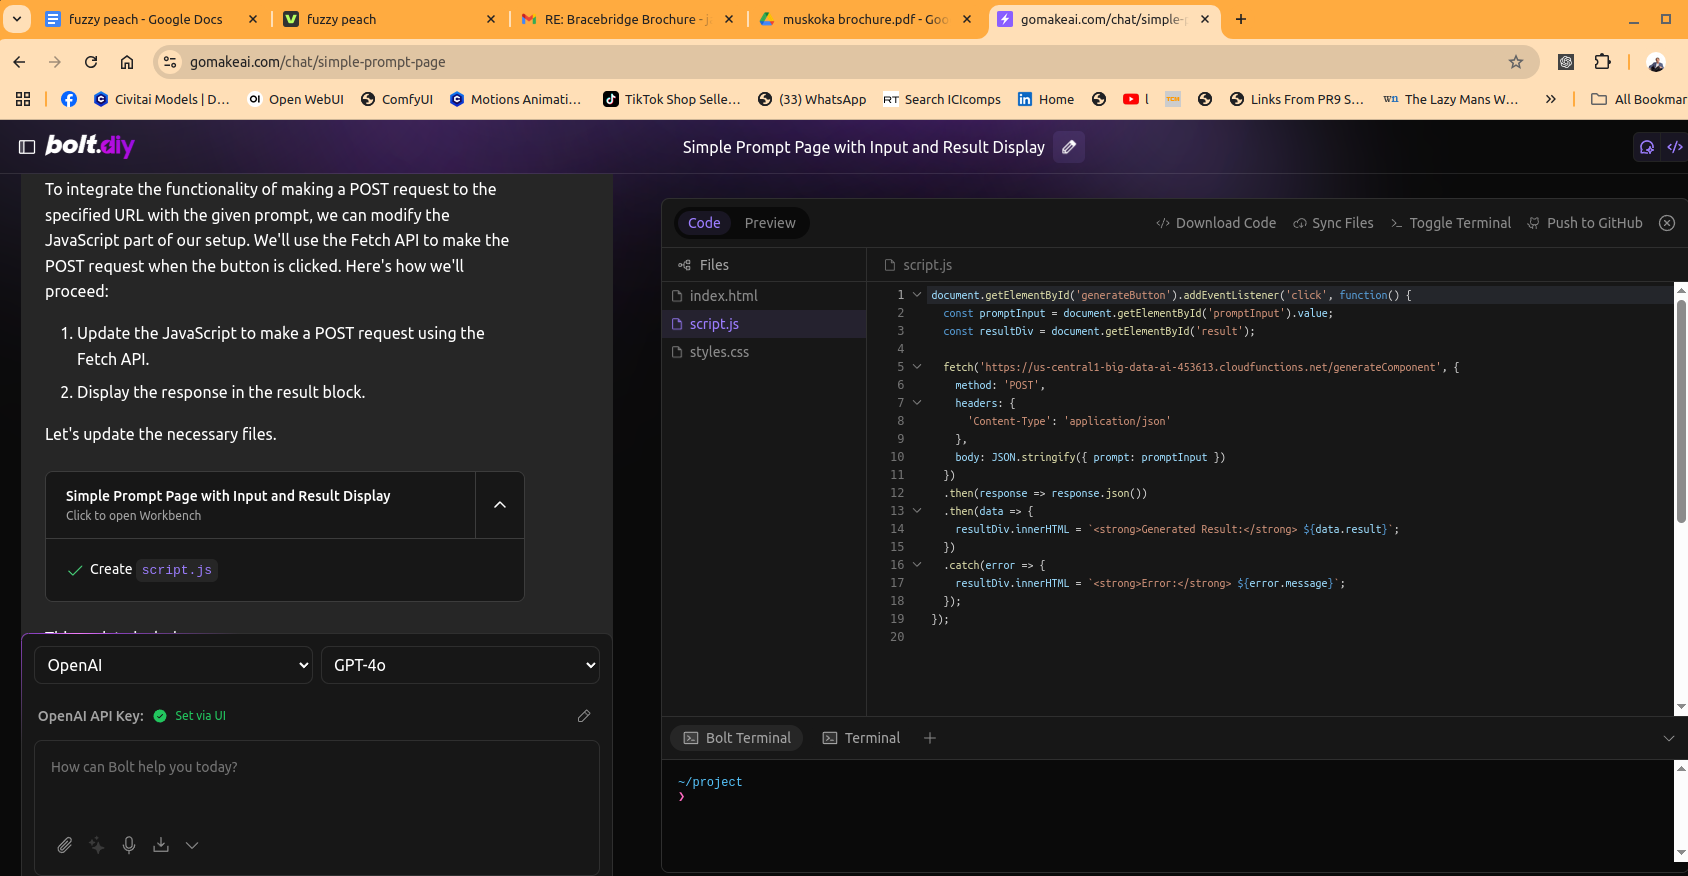 fuzzy peach - Google Docs
fuzzy peach
RE: Bracebridge Brochure -
muskoka brochure.pdf - Goo
gomakeai.com/chat/simple-p
gomakeai.com/chat/simple-prompt-page
Civitai Models | D...
Open WebUI
ComfyUI
Motions Animati...
TikTok Shop Selle...
(33) WhatsApp
RT Search ICIcomps
in Home
l
TCM
Links From PR9 S...
wn The Lazy Mans W...
All Bookmar
bolt.diy
Simple Prompt Page with Input and Result Display
To integrate the functionality of making a POST request to the
specified URL with the given prompt, we can modify the
JavaScript part of our setup. We'll use the Fetch API to make the
POST request when the button is clicked. Here's how we'll
proceed:
1. Update the JavaScript to make a POST request using the
Fetch API.
2. Display the response in the result block.
Let's update the necessary files.
Simple Prompt Page with Input and Result Display
Click to open Workbench
Create script.js
OpenAI
GPT-4o
OpenAI API Key: Set via UI
How can Bolt help you today?
Code
Preview
Download Code
Sync Files
Toggle Terminal
Push to GitHub
Files
index.html
script.js
styles.css
script.js
1 document.getElementById('generateButton').addEventListener('click', function() {
2 const promptInput = document.getElementById('promptInput').value;
3 const resultDiv = document.getElementById('result');
4
5 fetch('https://us-central1-big-data-ai-453613.cloudfunctions.net/generateComponent', {
6 method: 'POST',
7 headers: {
8 'Content-Type': 'application/json'
9 },
10 body: JSON.stringify({ prompt: promptInput })
11 })
12 .then(response => response.json())
13 .then(data => {
14 resultDiv.innerHTML = `<strong>Generated Result:</strong> ${data.result}`;
15 })
16 .catch(error => {
17 resultDiv.innerHTML = `<strong>Error:</strong> ${error.message}`;
18 });
19 });
20
Bolt Terminal
Terminal
~/project
❯